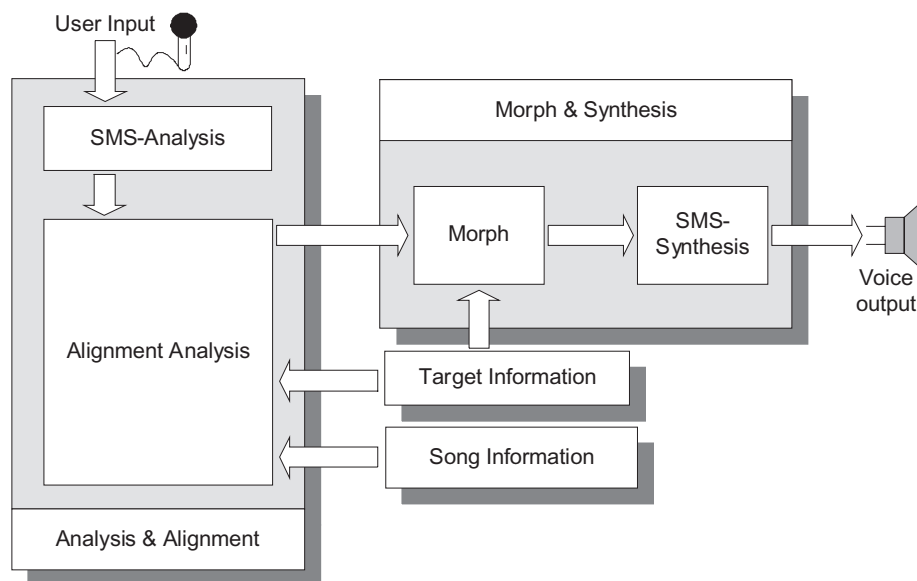 User Input
SMS-Analysis
Alignment Analysis
Analysis & Alignment
Morph & Synthesis
Morph
SMS-
Synthesis
Voice
output
Target Information
Song Information